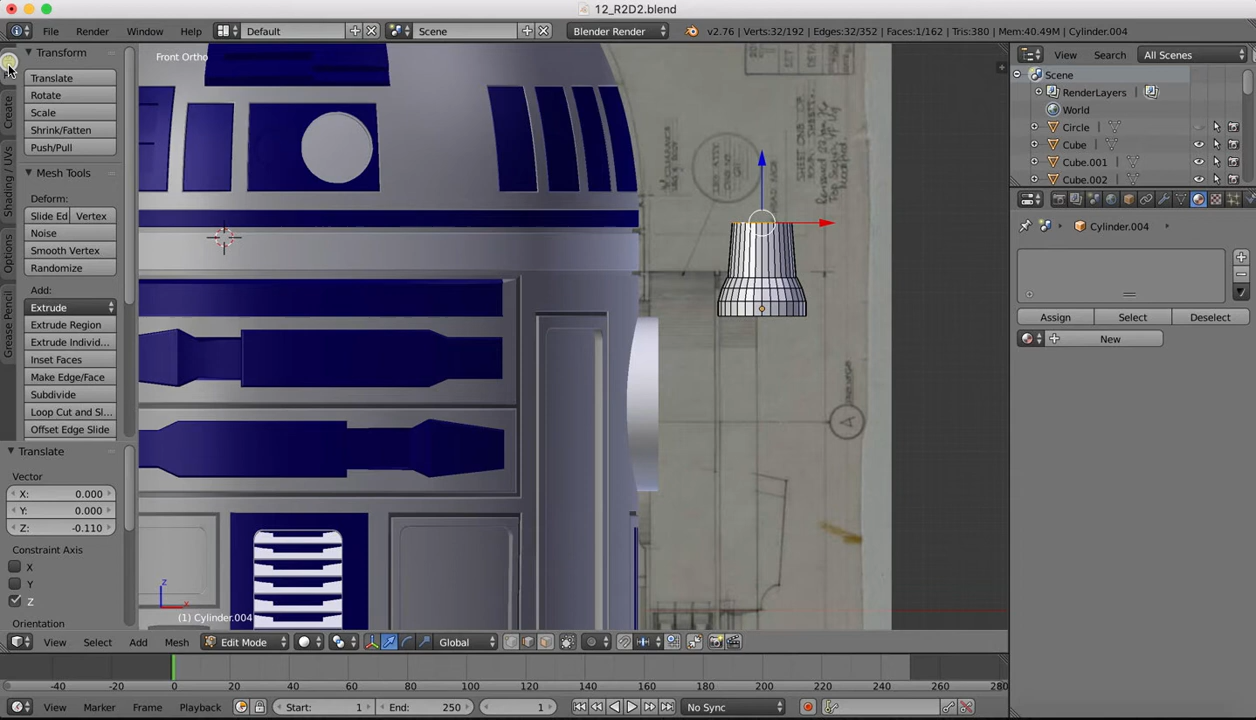 12_R2D2.blend
File Render Window Help Default Scene Blender Render v2.76 | Verts:32/192 | Edges:32/352 | Faces:1/162 | Tris:380 | Mem:40.49M | Cylinder.004
Transform
Translate
Rotate
Scale
Shrink/Fatten
Push/Pull
Mesh Tools
Deform:
Slide Ed Vertex
Noise
Smooth Vertex
Randomize
Add:
Extrude
Extrude Region
Extrude Individ...
Inset Faces
Make Edge/Face
Subdivide
Loop Cut and Sl...
Offset Edge Slide
Create
Shading / UVs
Options
Grease Pencil
Translate
Vector
X: 0.000
Y: 0.000
Z: -0.110
Constraint Axis
X
Y
Z
Orientation
Front Ortho
A
z
x
(1) Cylinder.004
View Select Add Mesh Edit Mode Global
View Search All Scenes
Scene
RenderLayers
World
Circle
Cube
Cube.001
Cube.002
Cylinder.004
Assign Select Deselect
New
-40 -20 0 20 40 60 80 100 120 140 160 180 200 220 240 260 280
View Marker Frame Playback Start: 1 End: 250 1 No Sync